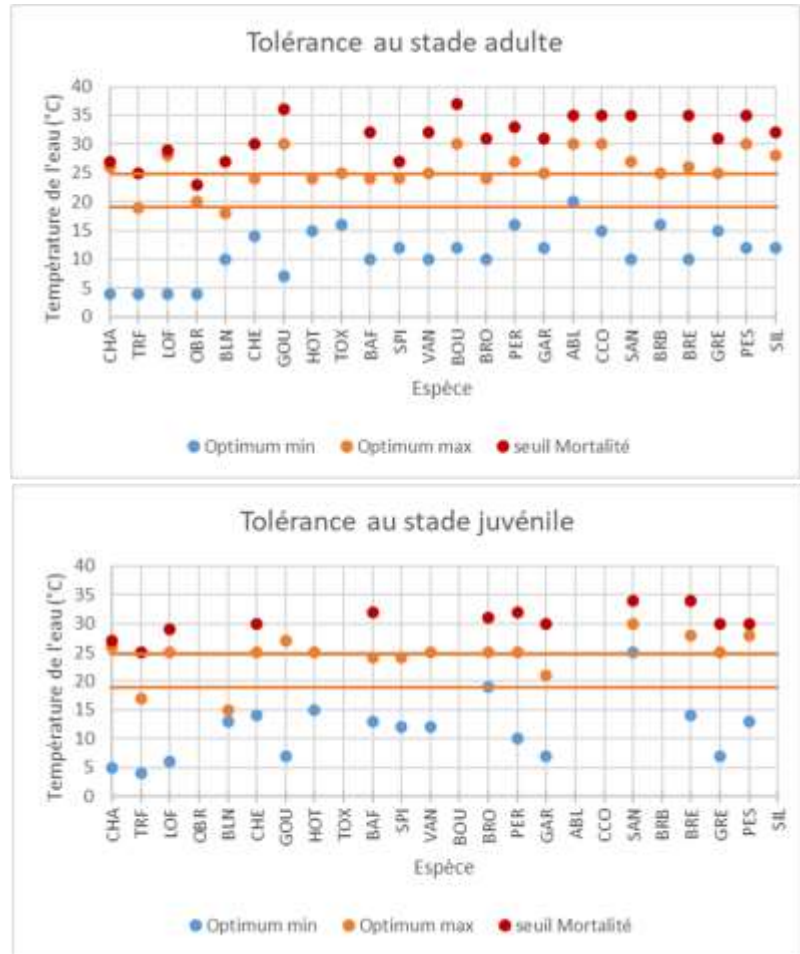 Tolérance au stade adulte
Température de l'eau (°C)
40
35
30
25
20
15
10
5
0
CHA TRF LOF OBR BLN CHE GOU HOT TOX BAF SPI VAN BOU BRO PER GAR ABL CCO SAN BRB BRE GRE PES SIL
Espèce
Optimum min Optimum max seuil Mortalité
Tolérance au stade juvénile
Température de l'eau (°C)
40
35
30
25
20
15
10
5
0
CHA TRF LOF OBR BLN CHE GOU HOT TOX BAF SPI VAN BOU BRO PER GAR ABL CCO SAN BRB BRE GRE PES SIL
Espèce
Optimum min Optimum max seuil Mortalité